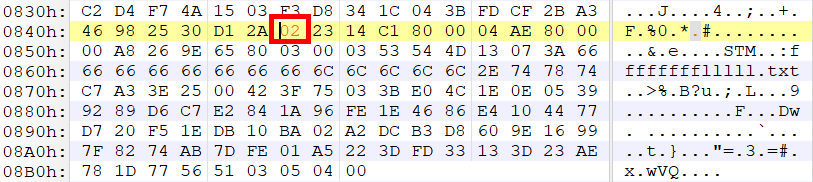 0830h: C2 D4 F7 4A 15 03 F3 D8 34 1C 04 3B FD CF 2B A3 ...J....4..;..+.
0840h: 46 98 25 30 D1 2A 02 23 14 C1 80 00 04 AE 80 00 F.%0.*.#........
0850h: 00 A8 26 9E 65 80 03 00 03 53 54 4D 13 07 3A 66 ..&.e....STM..:f
0860h: 66 66 66 66 66 66 6C 6C 6C 6C 6C 2E 74 78 74 ffffffflllll.txt
0870h: C7 A3 3E 25 00 42 3F 75 03 3B E0 4C 1E 0E 05 39 ..>%.B?u.;.L...9
0880h: 92 89 D6 C7 E2 84 1A 96 FE 1E 46 86 E4 10 44 77 ..........F...Dw
0890h: D7 20 F5 1E DB 10 BA 02 A2 DC B3 D8 60 9E 16 99 . ..........`...
08A0h: 7F 82 74 AB 7D FE 01 A5 22 3D FD 33 13 3D 23 AE ..t.}..."=.3.=#.
08B0h: 78 1D 77 56 51 03 05 04 00 x.wVQ....